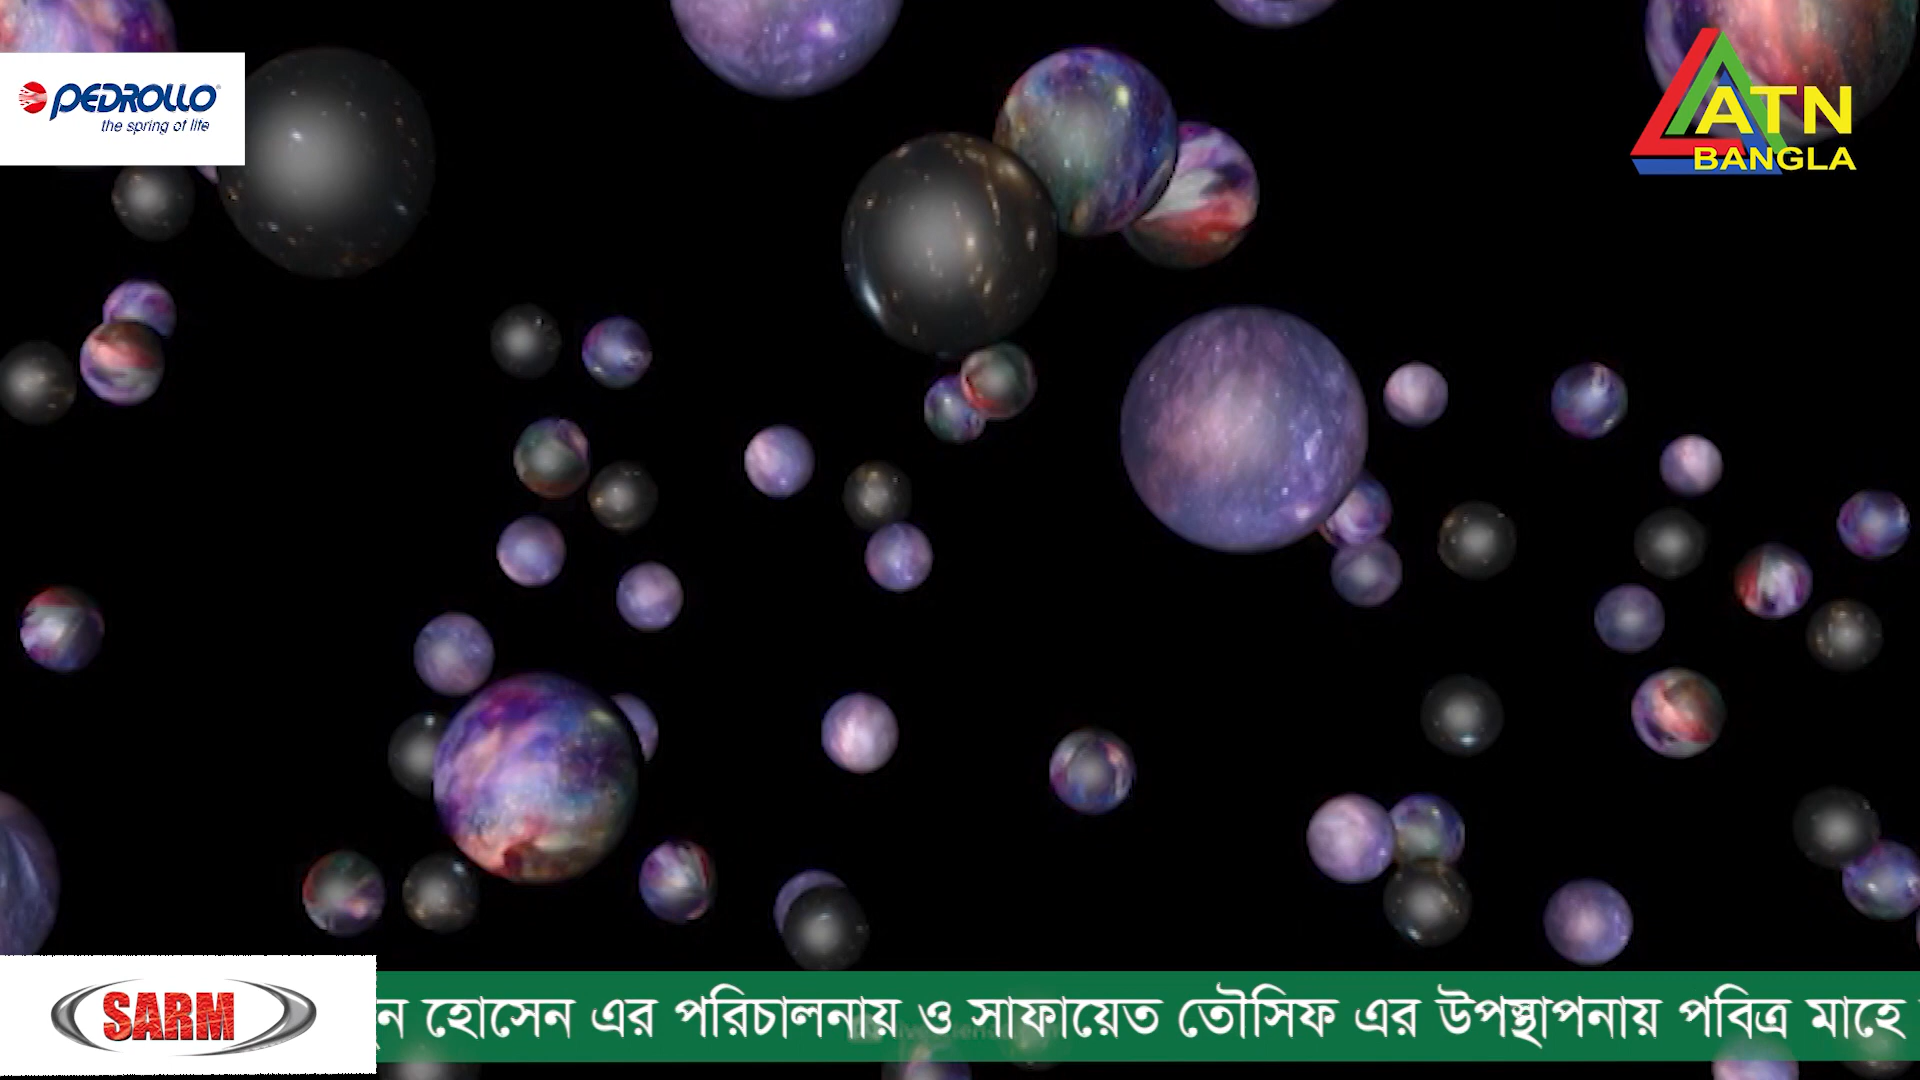 PEDROLLO
the spring of life
ATN
BANGLA
SARM
হোসেন এর পরিচালনায় ও সাফায়েত তৌসিফ এর উপস্থাপনায় পবিত্র মাহে